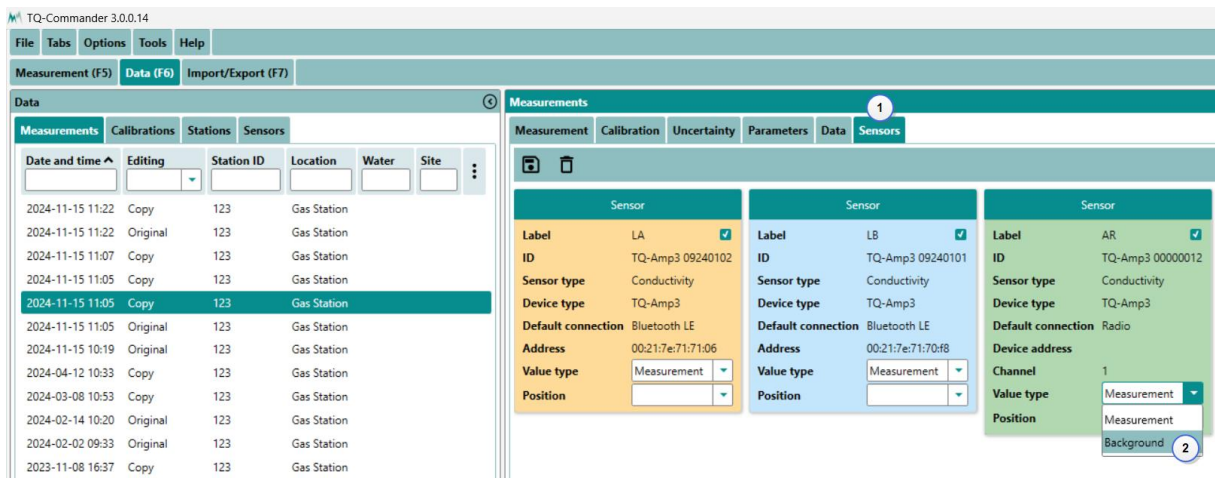 TQ-Commander 3.0.0.14
File Tabs Options Tools Help
Measurement (F5) Data (F6) Import/Export (F7)
Data
Measurements Calibrations Stations Sensors
Date and time Editing Station ID Location Water Site
2024-11-15 11:22 Copy 123 Gas Station
2024-11-15 11:22 Original 123 Gas Station
2024-11-15 11:07 Copy 123 Gas Station
2024-11-15 11:05 Copy 123 Gas Station
2024-11-15 11:05 Copy 123 Gas Station
2024-11-15 11:05 Original 123 Gas Station
2024-11-15 10:19 Original 123 Gas Station
2024-04-12 10:33 Copy 123 Gas Station
2024-03-08 10:53 Copy 123 Gas Station
2024-02-14 10:20 Original 123 Gas Station
2024-02-02 09:33 Original 123 Gas Station
2023-11-08 16:37 Copy 123 Gas Station
Measurements
1
Measurement Calibration Uncertainty Parameters Data Sensors
Sensor
Label LA
ID TQ-Amp3 09240102
Sensor type Conductivity
Device type TQ-Amp3
Default connection Bluetooth LE
Address 00:21:7e:71:71:06
Value type Measurement
Position
Sensor
Label LB
ID TQ-Amp3 09240101
Sensor type Conductivity
Device type TQ-Amp3
Default connection Bluetooth LE
Address 00:21:7e:71:70:f8
Value type Measurement
Position
Sensor
Label AR
ID TQ-Amp3 00000012
Sensor type Conductivity
Device type TQ-Amp3
Default connection Radio
Device address
Channel 1
Value type Measurement
Position Measurement
Background 2